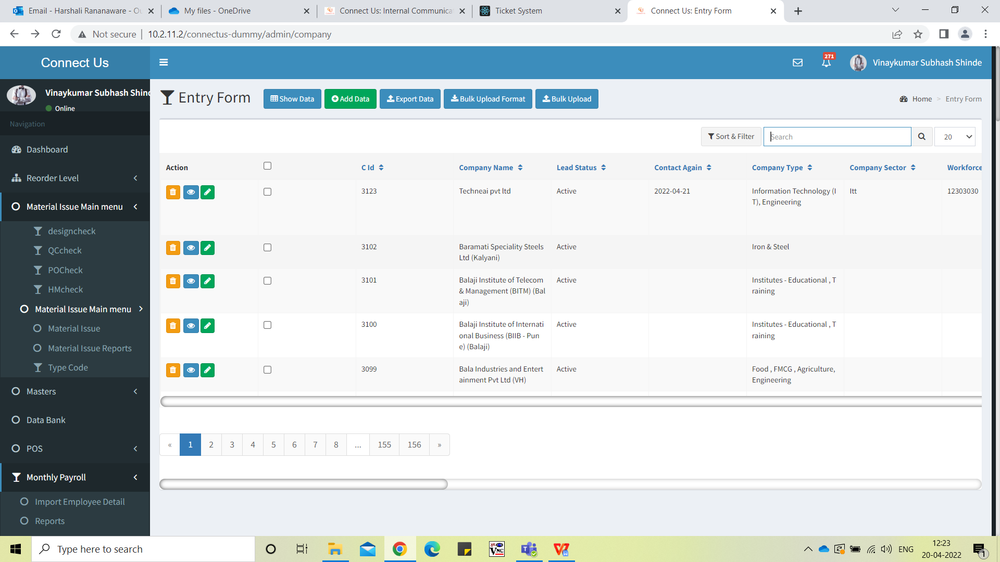 Email - Harshali Rananaware - Ou
My files - OneDrive
Connect Us: Internal Communica
Ticket System
Connect Us: Entry Form
Not secure
10.2.11.2/connectus-dummy/admin/company
Connect Us
271
Vinaykumar Subhash Shinde
Vinaykumar Subhash Shind
Online
Navigation
Dashboard
Reorder Level
Material Issue Main menu
designcheck
QCcheck
POCheck
HMcheck
Material Issue Main menu
Material Issue
Material Issue Reports
Type Code
Masters
Data Bank
POS
Monthly Payroll
Import Employee Detail
Reports
Entry Form
Show Data
Add Data
Export Data
Bulk Upload Format
Bulk Upload
Home > Entry Form
Sort & Filter
Search
20
Action C Id Company Name Lead Status Contact Again Company Type Company Sector Workforce
3123 Techneai pvt ltd Active 2022-04-21 Information Technology (I Itt 12303030
T), Engineering
3102 Baramati Speciality Steels Active Iron & Steel
Ltd (Kalyani)
3101 Balaji Institute of Telecom Active Institutes - Educational , T
& Management (BITM) (Bal raining
aji)
3100 Balaji Institute of Internati Active Institutes - Educational , T
onal Business (BIIB - Pun raining
e) (Balaji)
3099 Bala Industries and Entert Active Food , FMCG , Agriculture,
ainment Pvt Ltd (VH) Engineering
« 1 2 3 4 5 6 7 8 ... 155 156 »
Type here to search
VNC
ENG
12:23
20-04-2022
1